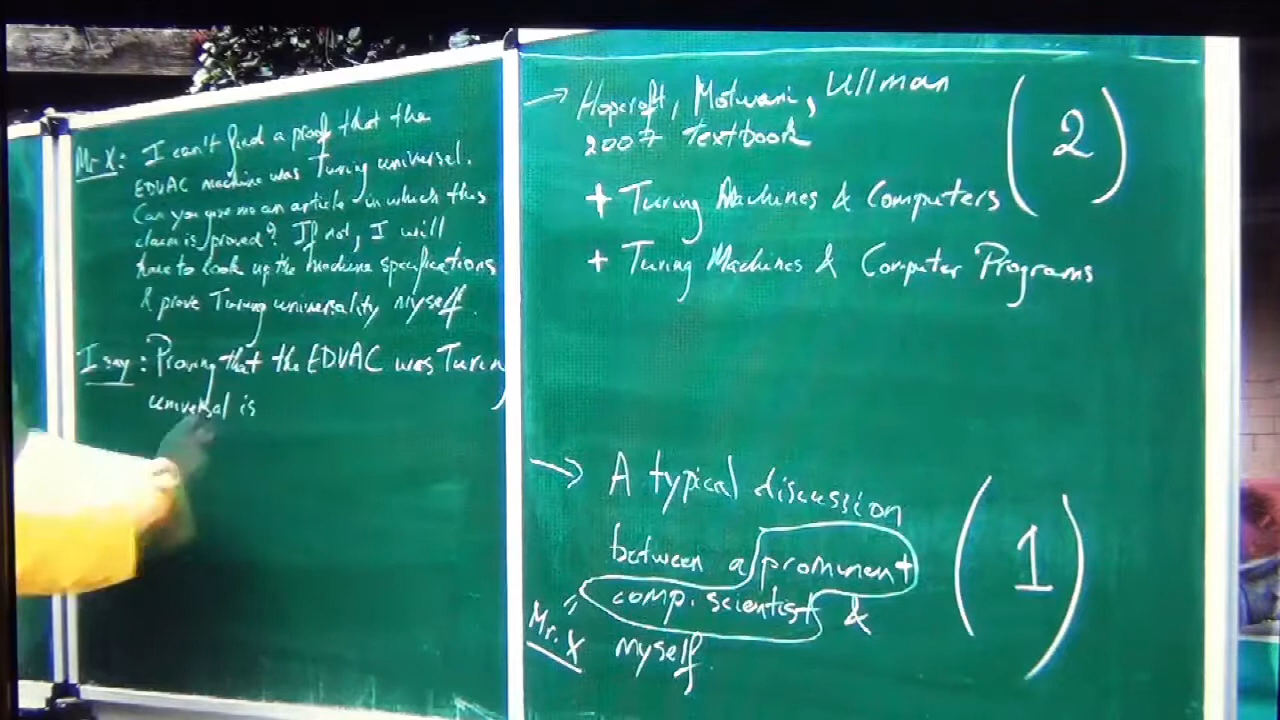 Mr X: I can't find a proof that the
EDVAC machine was Turing universal.
Can you give me an article in which this
claim is proved? If not, I will
have to look up the machine specifications
& prove Turing universality myself.
I say: Proving that the EDVAC was Turing
universal is
→ Hopcroft, Motwani, Ullman
2007 textbook
+ Turing Machines & Computers
+ Turing Machines & Computer Programs
(2)
→ A typical discussion
between a prominent
comp. scientist &
myself.
Mr. X
(1)